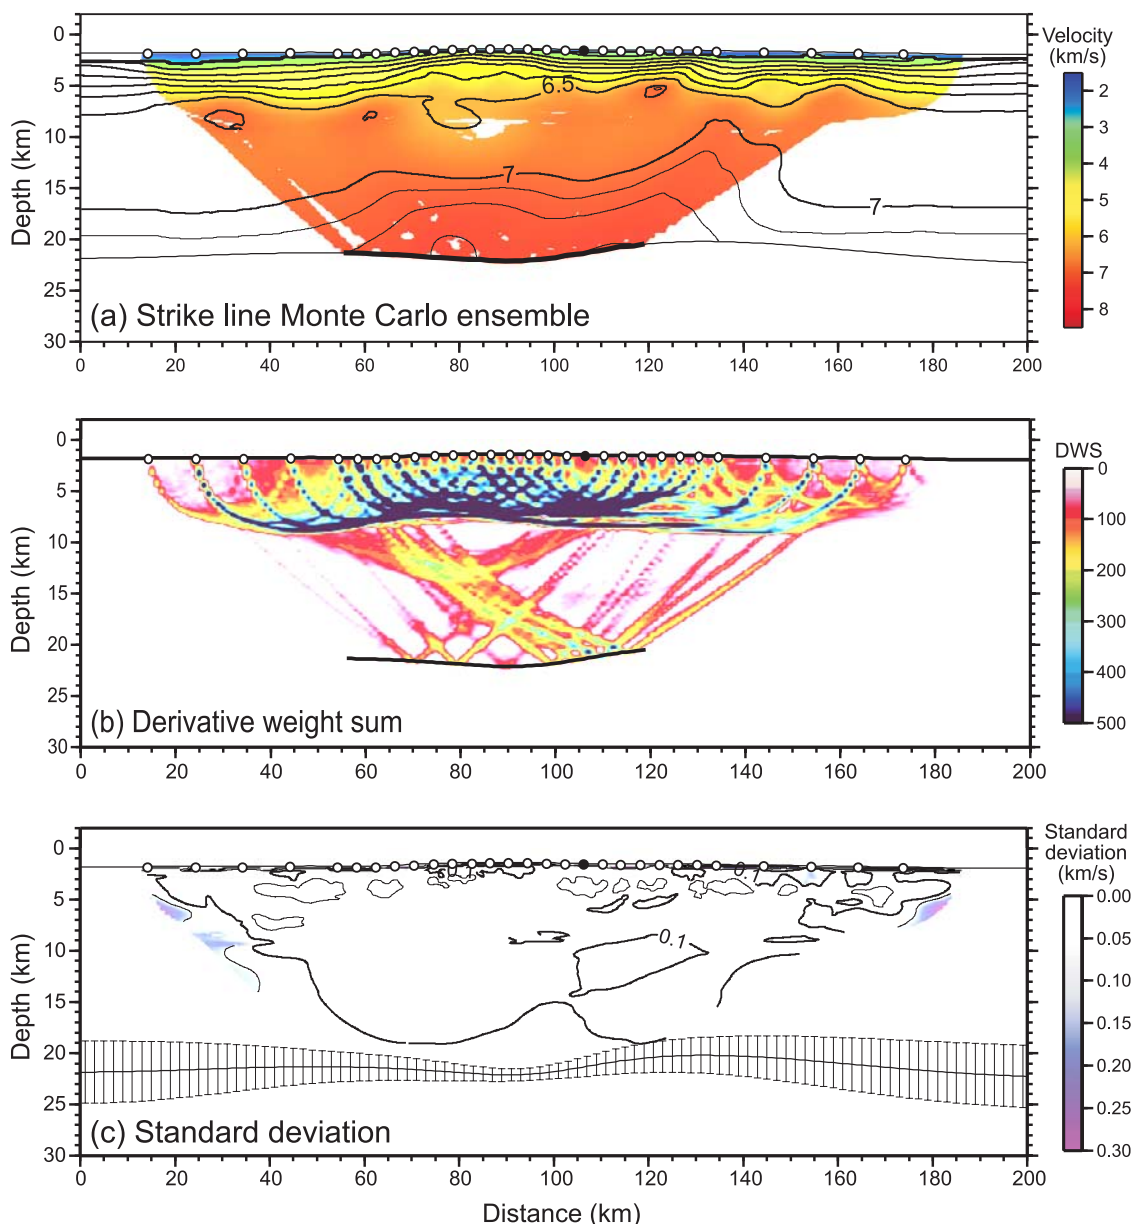 0
5
10
15
20
25
30
Depth (km)
6.5
7
7
(a) Strike line Monte Carlo ensemble
0 20 40 60 80 100 120 140 160 180 200
Velocity
(km/s)
2
3
4
5
6
7
8
0
5
10
15
20
25
30
Depth (km)
(b) Derivative weight sum
0 20 40 60 80 100 120 140 160 180 200
DWS
0
100
200
300
400
500
0
5
10
15
20
25
30
Depth (km)
0.1
0.1
0.1
(c) Standard deviation
0 20 40 60 80 100 120 140 160 180 200
Distance (km)
Standard
deviation
(km/s)
0.00
0.05
0.10
0.15
0.20
0.25
0.30